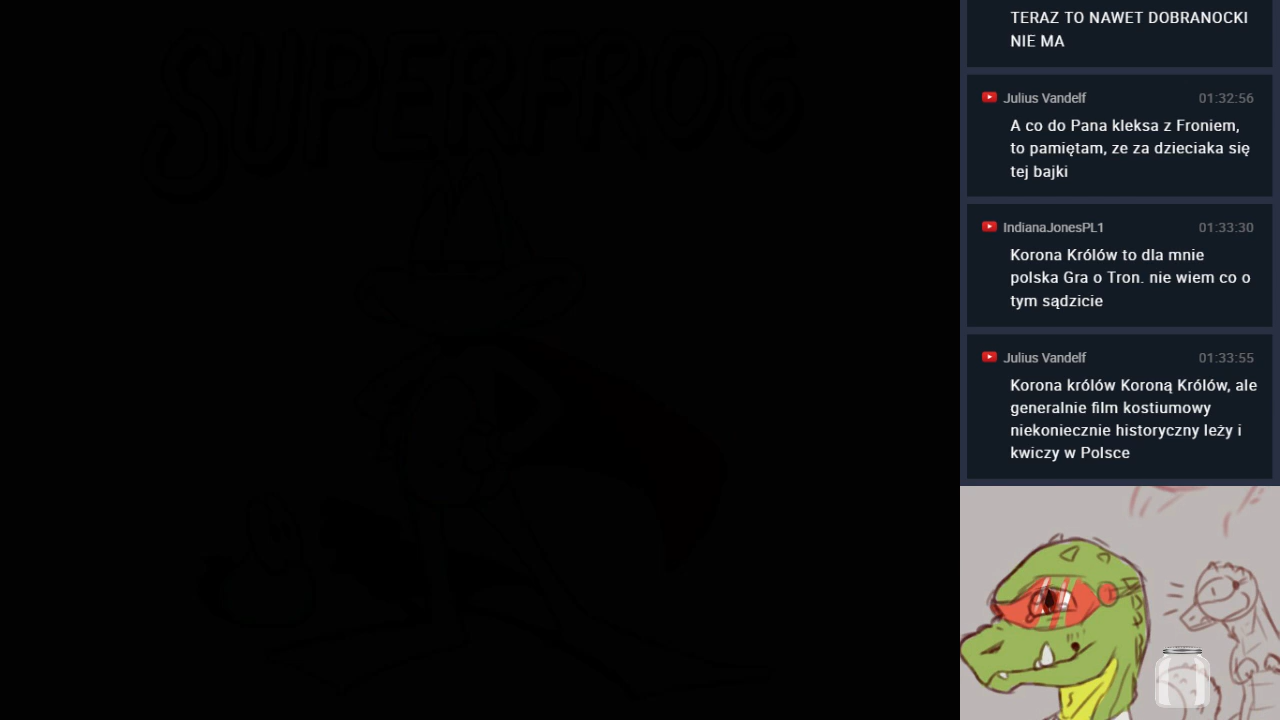 SUPERFROG
TERAZ TO NAWET DOBRANOCKI
NIE MA
Julius Vandelf 01:32:56
A co do Pana kleksa z Froniem,
to pamiętam, ze za dzieciaka się
tej bajki
IndianaJonesPL1 01:33:30
Korona Królów to dla mnie
polska Gra o Tron. nie wiem co o
tym sądzicie
Julius Vandelf 01:33:55
Korona królów Koroną Królów, ale
generalnie film kostiumowy
niekoniecznie historyczny leży i
kwiczy w Polsce